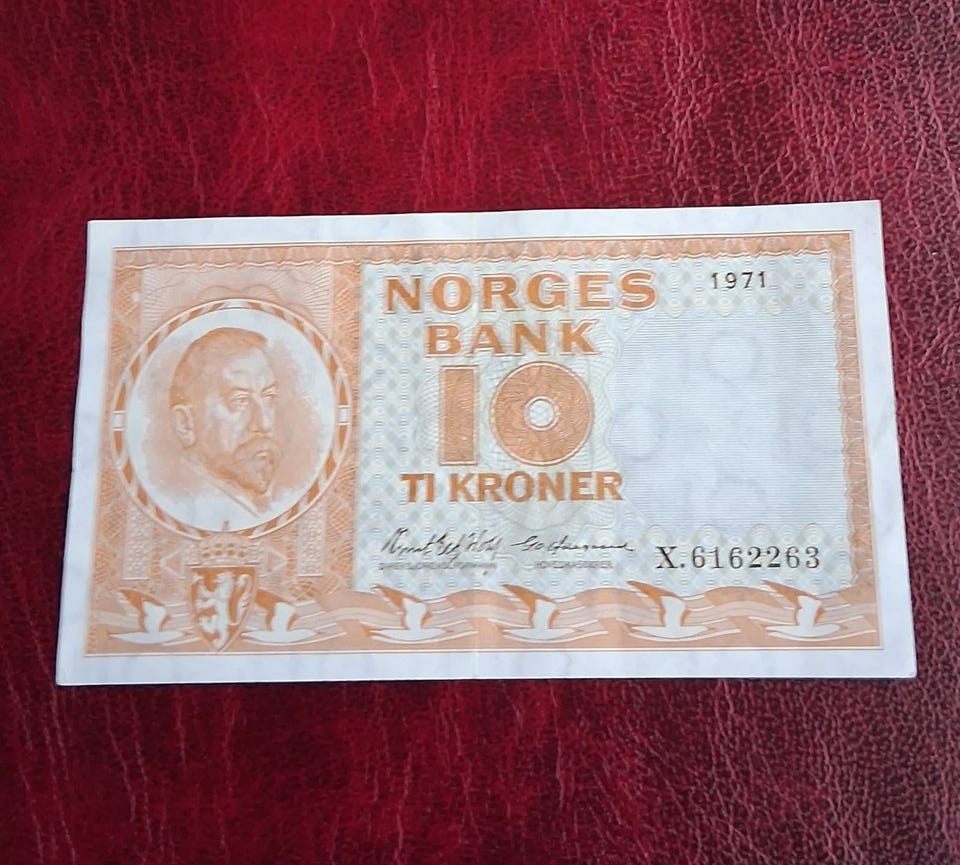 NORGES
1971
BANK
10
TI KRONER
X.6162263